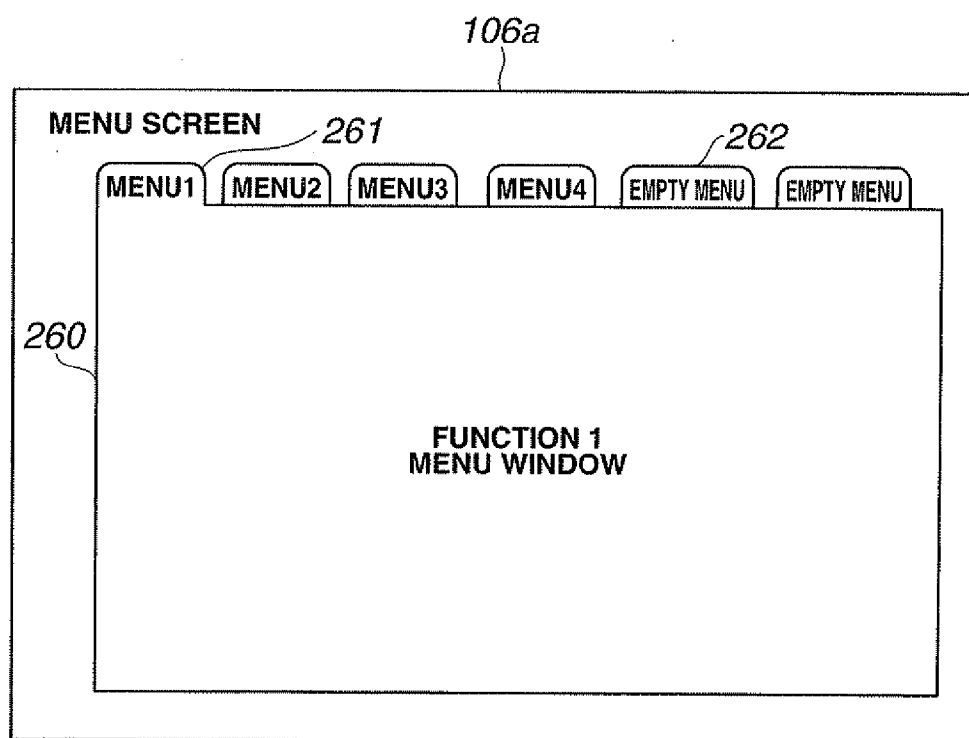 106a
MENU SCREEN
261
262
MENU1 MENU2 MENU3 MENU4 EMPTY MENU EMPTY MENU
260
FUNCTION 1
MENU WINDOW